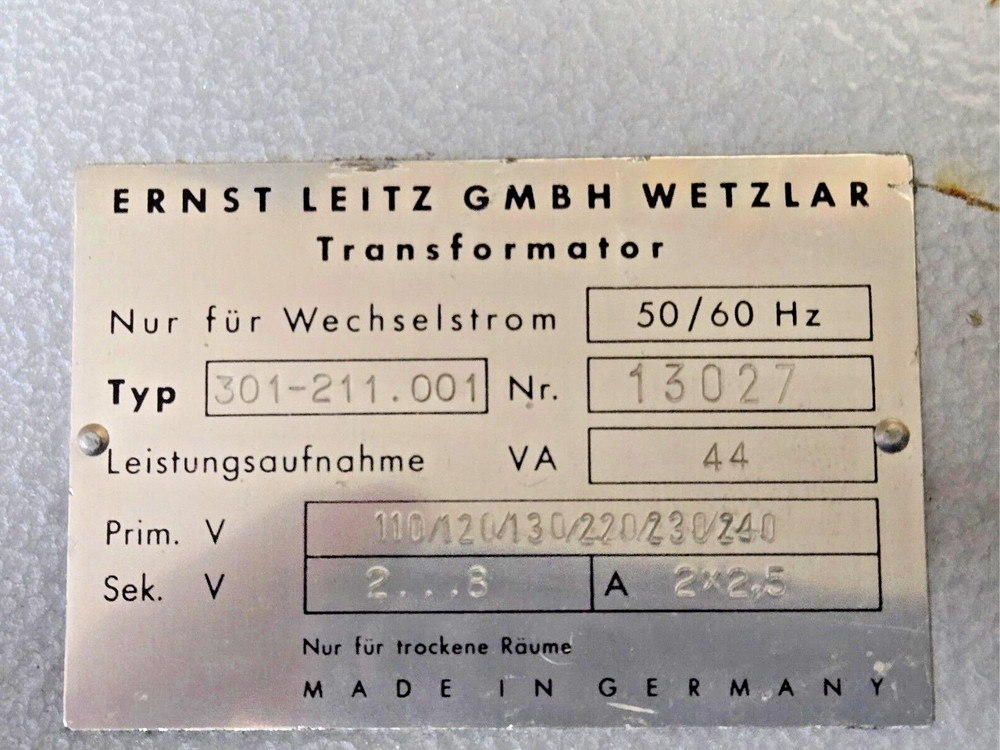 ERNST LEITZ GMBH WETZLAR
Transformator
Nur für Wechselstrom 50/60 Hz
Typ 301-211.001 Nr. 13027
Leistungsaufnahme VA 44
Prim. V 110/120/130/220/230/240
Sek. V 2...8 A 2×2,5
Nur für trockene Räume
MADE IN GERMANY